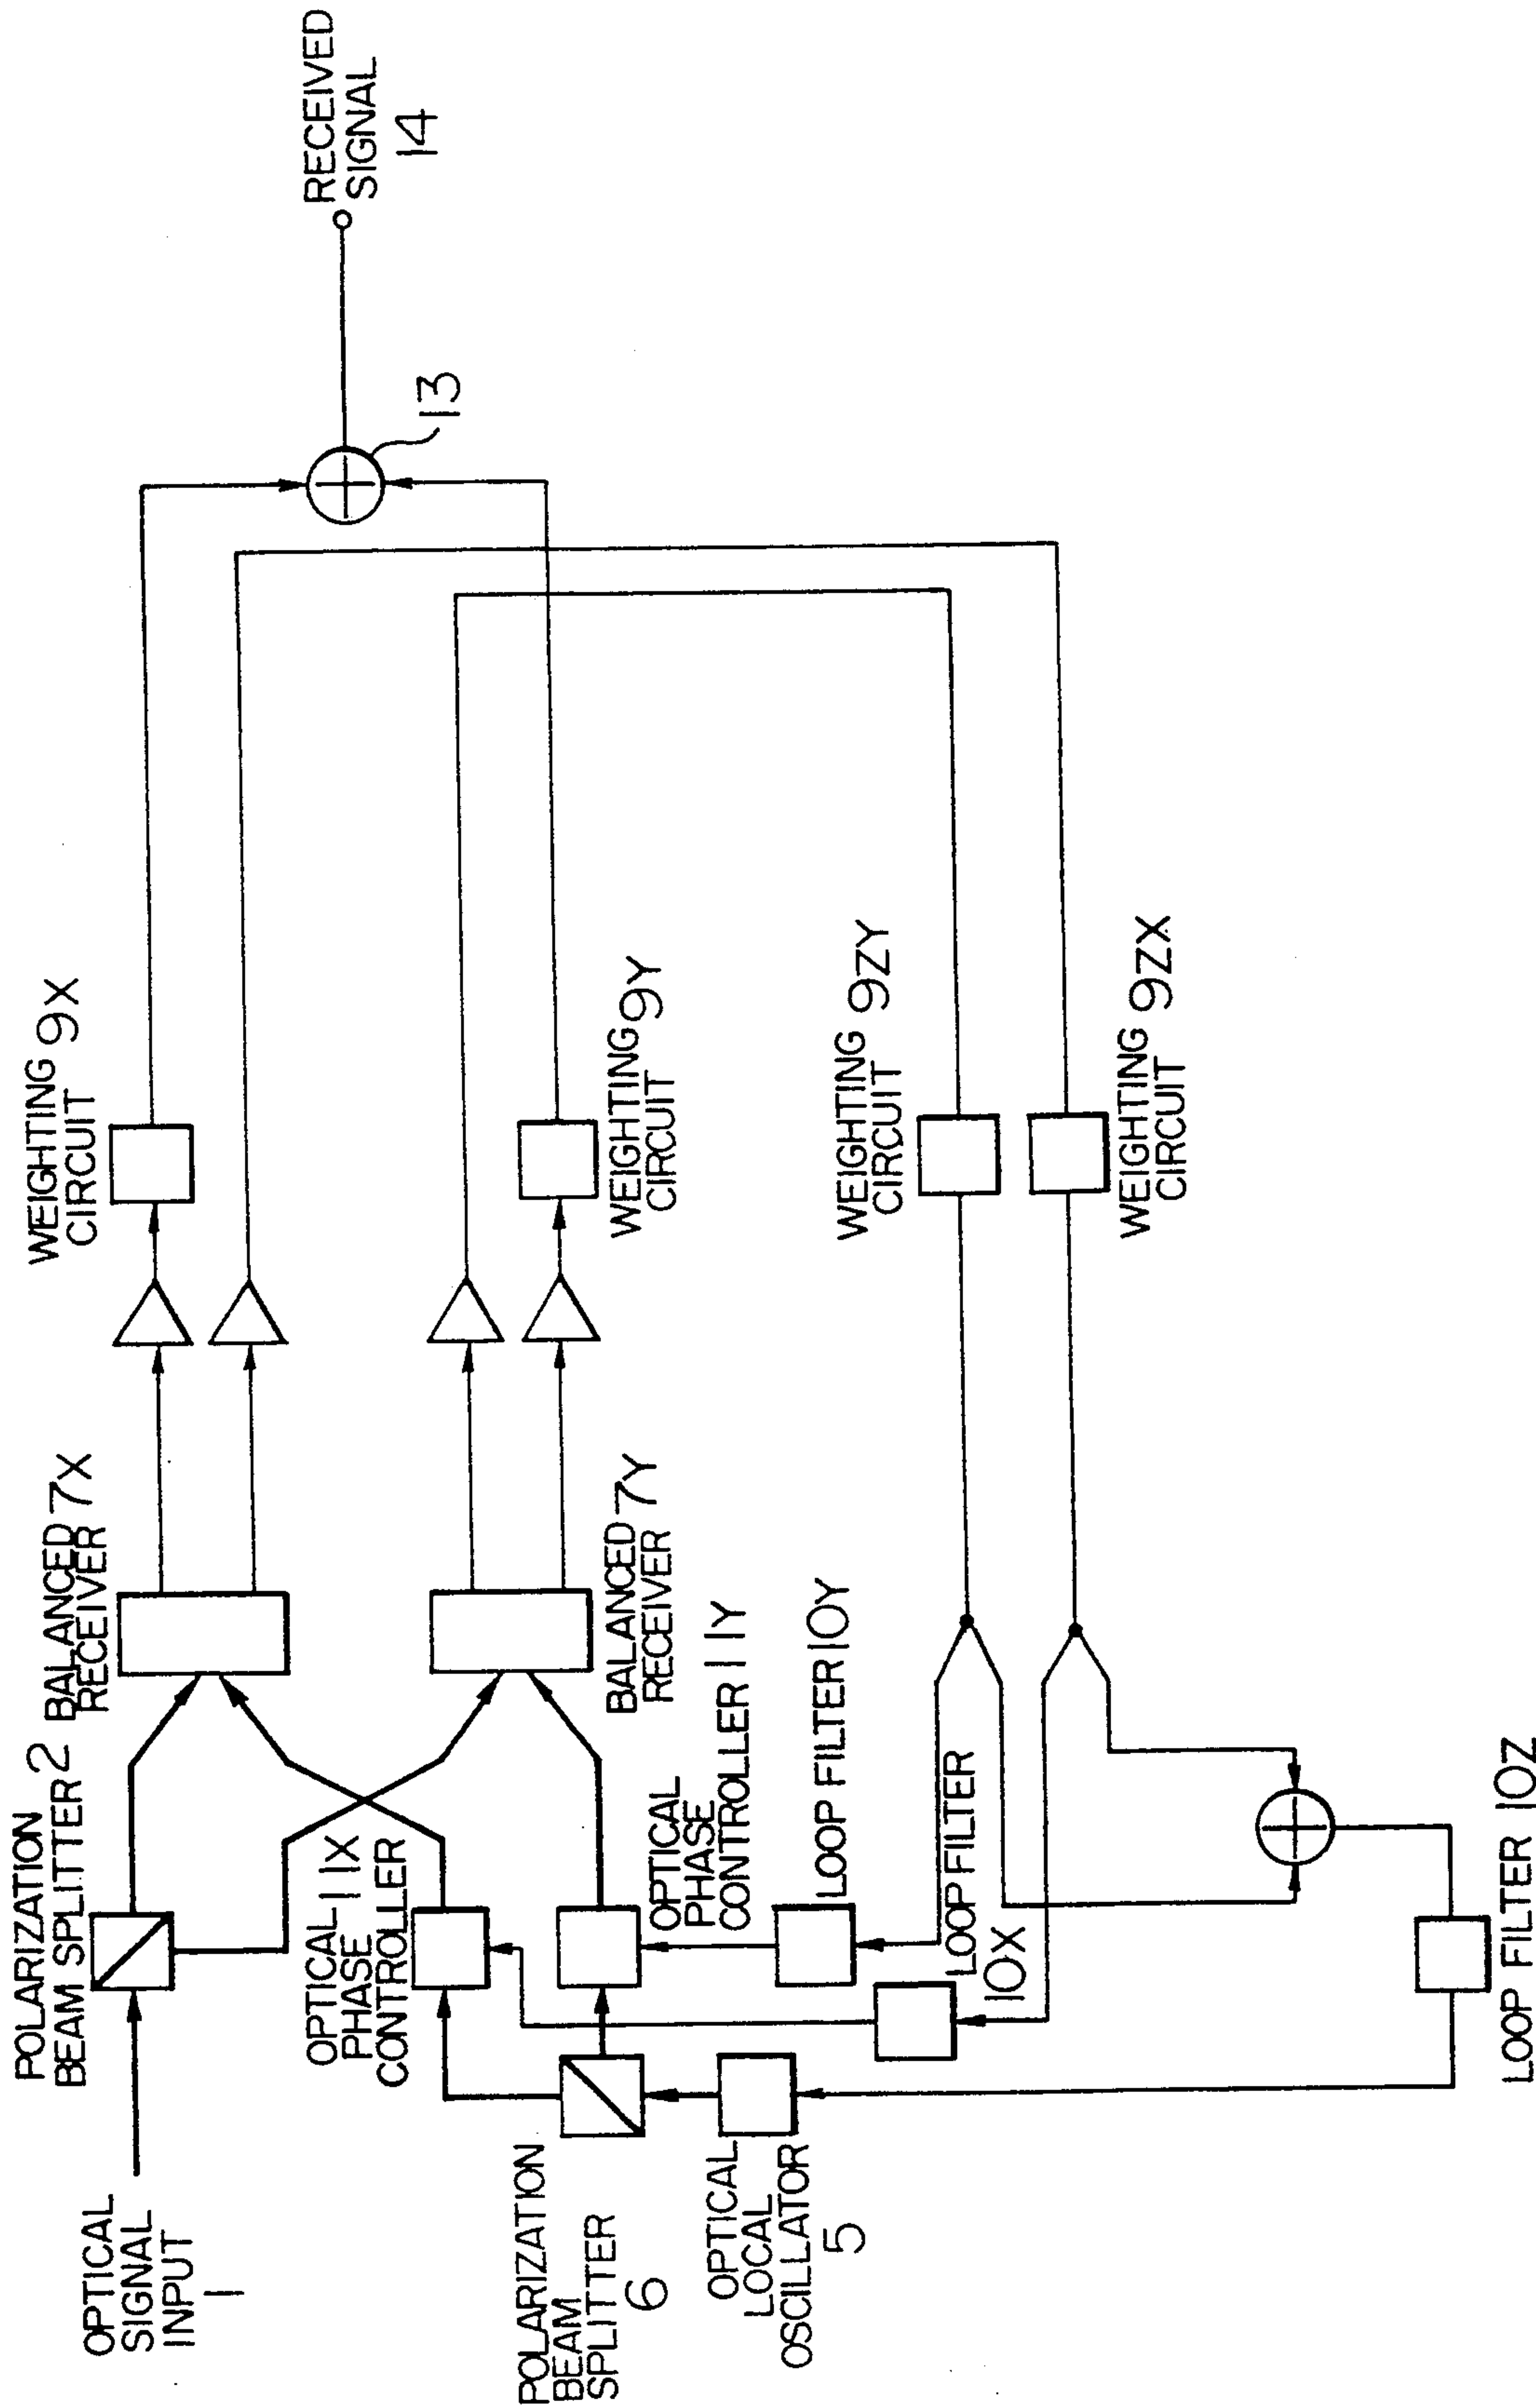 OPTICAL
SIGNAL
INPUT
1
POLARIZATION
BEAM SPLITTER 2
BALANCED
RECEIVER 7X
WEIGHTING 9X
CIRCUIT
RECEIVED
SIGNAL
14
13
OPTICAL 11X
PHASE
CONTROLLER
BALANCED
RECEIVER 7Y
WEIGHTING 9Y
CIRCUIT
POLARIZATION
BEAM
SPLITTER
6
OPTICAL
PHASE
CONTROLLER 11Y
OPTICAL
LOCAL
OSCILLATOR
5
LOOP FILTER 10Y
WEIGHTING 9ZY
CIRCUIT
LOOP FILTER
10X
WEIGHTING 9ZX
CIRCUIT
LOOP FILTER 10Z